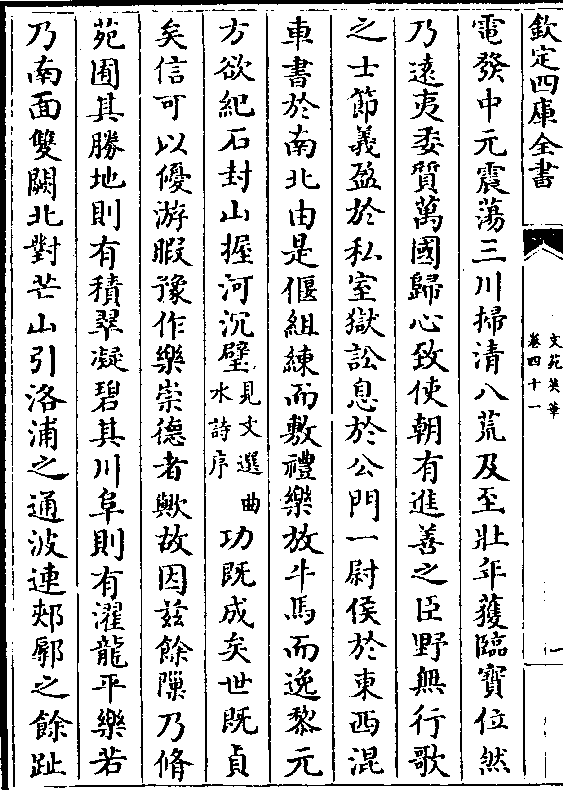 欽定四庫全書
文苑英華
卷四十一
電發中元震蕩三川掃清八荒及至壯年獲臨寶位然
乃遠夷委質萬國歸心致使朝有進善之臣野無行歌
之士節義盈於私室獄訟息於公門一尉侯於東西混
車書於南北由是偃組練而敷禮樂放牛馬而逸黎元
方欲紀石封山握河沉璧見文選曲水詩序功既成矣世既貞
矣信可以優游暇豫作樂崇德者歟故因兹餘隟乃脩
苑囿其勝地則有積翠凝碧其川阜則有濯龍平樂若
乃南面雙闕北對芒山引洛浦之通波連郟鄏之餘趾